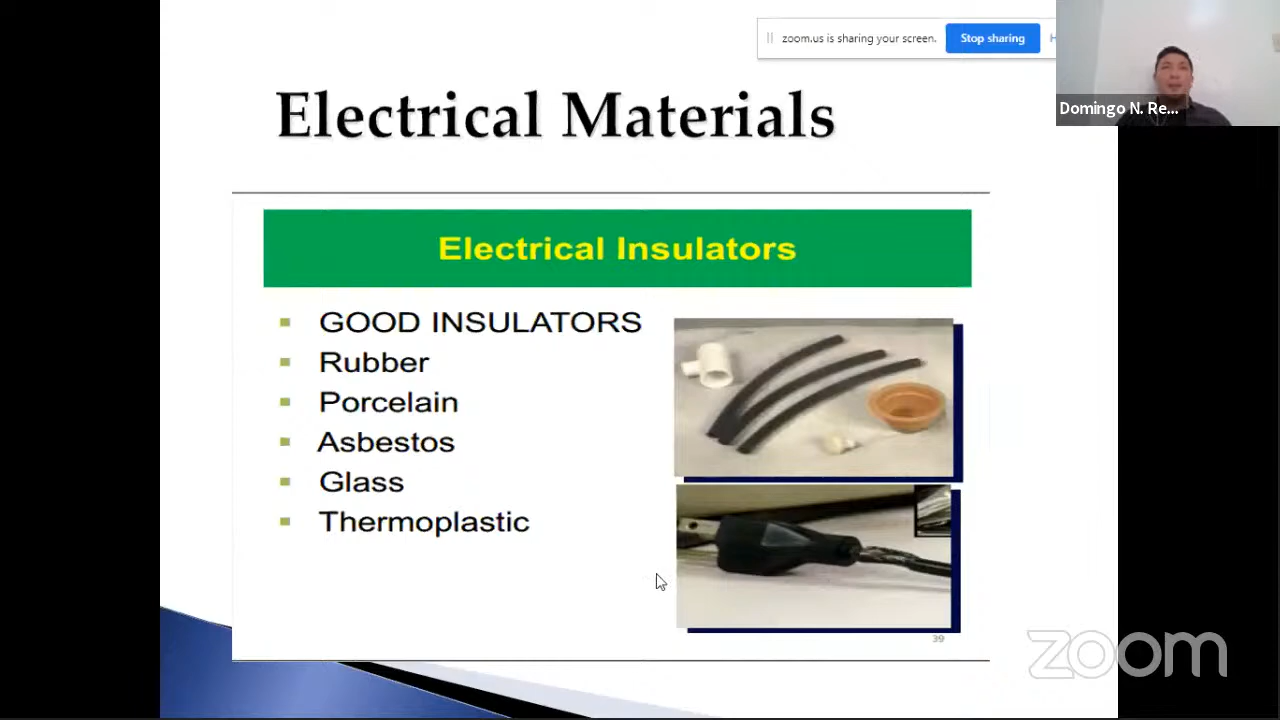 zoom.us is sharing your screen.
Stop sharing
H
Domingo N. Re...
Electrical Materials
Electrical Insulators
GOOD INSULATORS
Rubber
Porcelain
Asbestos
Glass
Thermoplastic
39
zoom